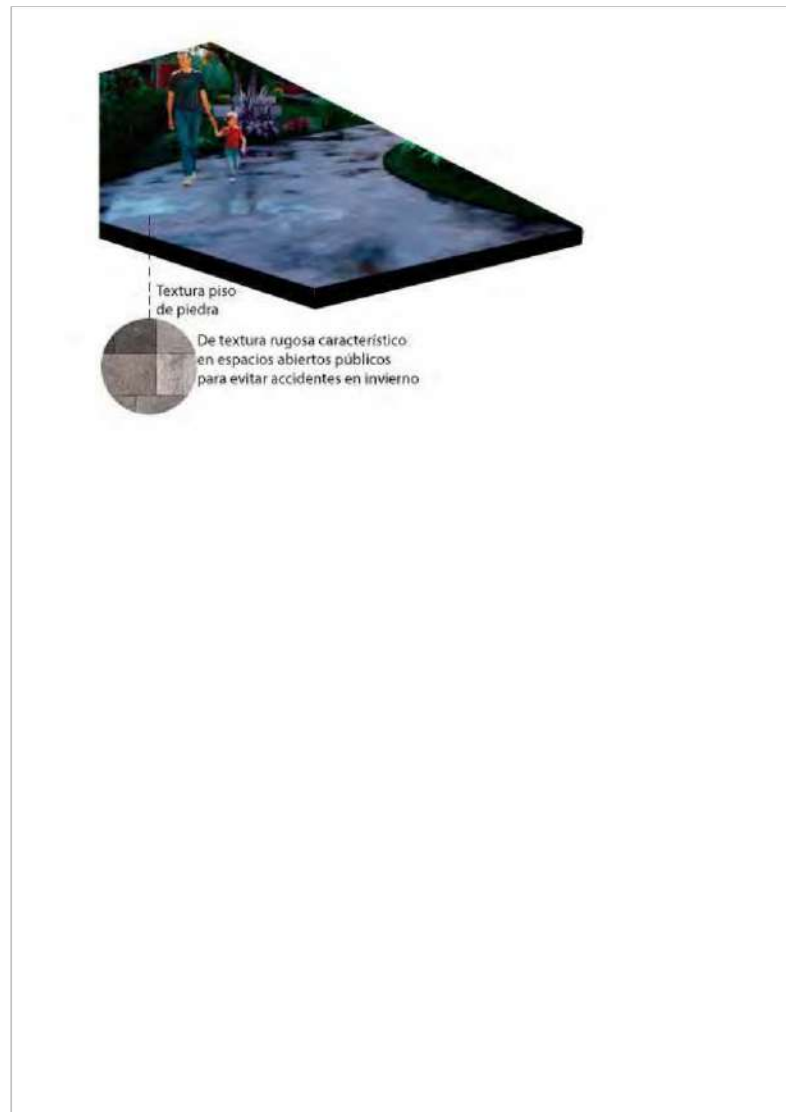 Textura piso
de piedra
De textura rugosa característico
en espacios abiertos públicos
para evitar accidentes en invierno